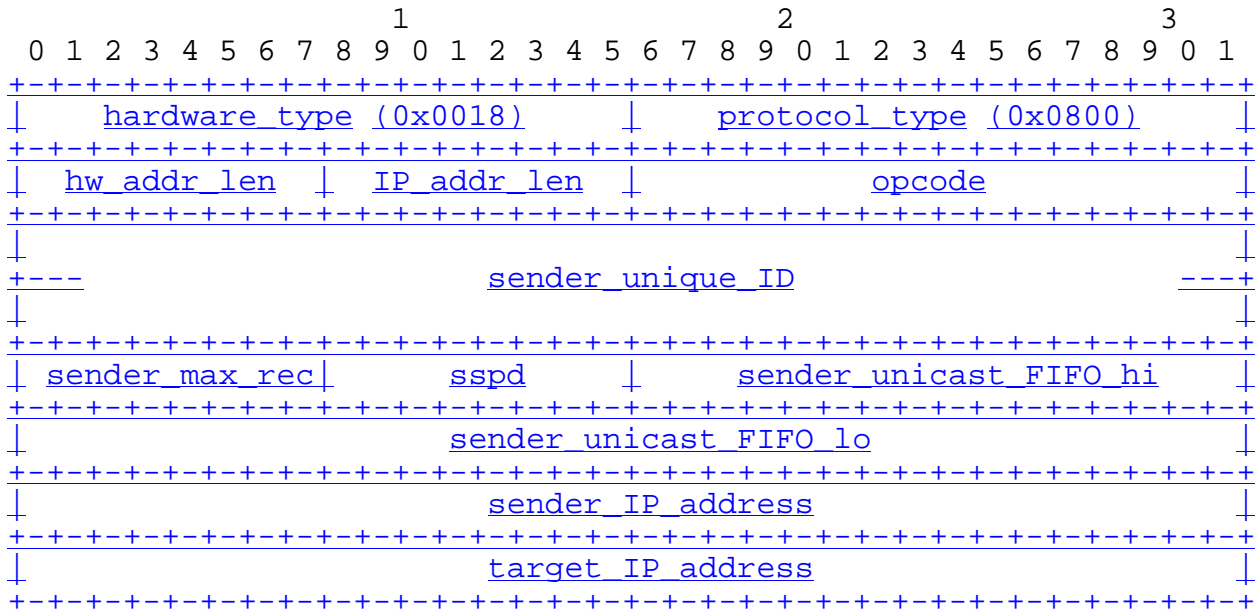 1                   2                   3
0 1 2 3 4 5 6 7 8 9 0 1 2 3 4 5 6 7 8 9 0 1 2 3 4 5 6 7 8 9 0 1
+-+-+-+-+-+-+-+-+-+-+-+-+-+-+-+-+-+-+-+-+-+-+-+-+-+-+-+-+-+-+-+-+
|    hardware_type (0x0018)     |    protocol_type (0x0800)     |
+-+-+-+-+-+-+-+-+-+-+-+-+-+-+-+-+-+-+-+-+-+-+-+-+-+-+-+-+-+-+-+-+
|  hw_addr_len  |  IP_addr_len  |            opcode             |
+-+-+-+-+-+-+-+-+-+-+-+-+-+-+-+-+-+-+-+-+-+-+-+-+-+-+-+-+-+-+-+-+
|                                                               |
+---                     sender_unique_ID                    ---+
|                                                               |
+-+-+-+-+-+-+-+-+-+-+-+-+-+-+-+-+-+-+-+-+-+-+-+-+-+-+-+-+-+-+-+-+
| sender_max_rec|      sspd     |     sender_unicast_FIFO_hi    |
+-+-+-+-+-+-+-+-+-+-+-+-+-+-+-+-+-+-+-+-+-+-+-+-+-+-+-+-+-+-+-+-+
|                      sender_unicast_FIFO_lo                   |
+-+-+-+-+-+-+-+-+-+-+-+-+-+-+-+-+-+-+-+-+-+-+-+-+-+-+-+-+-+-+-+-+
|                        sender_IP_address                      |
+-+-+-+-+-+-+-+-+-+-+-+-+-+-+-+-+-+-+-+-+-+-+-+-+-+-+-+-+-+-+-+-+
|                        target_IP_address                      |
+-+-+-+-+-+-+-+-+-+-+-+-+-+-+-+-+-+-+-+-+-+-+-+-+-+-+-+-+-+-+-+-+